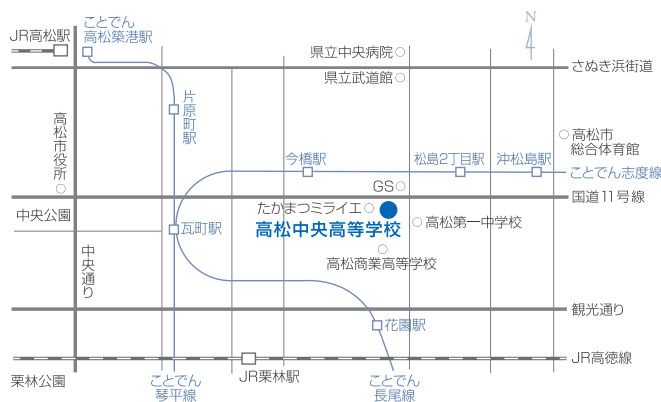 JR高松駅
ことでん
高松築港駅
N
県立中央病院
さぬき浜街道
県立武道館
片原町駅
高松市役所
高松市
総合体育館
今橋駅
松島2丁目駅
沖松島駅
ことでん志度線
GS
国道11号線
たかまつミライエ
中央公園
瓦町駅
高松中央高等学校
高松第一中学校
中央通り
高松商業高等学校
観光通り
花園駅
JR高徳線
栗林公園
ことでん
琴平線
JR栗林駅
ことでん
長尾線